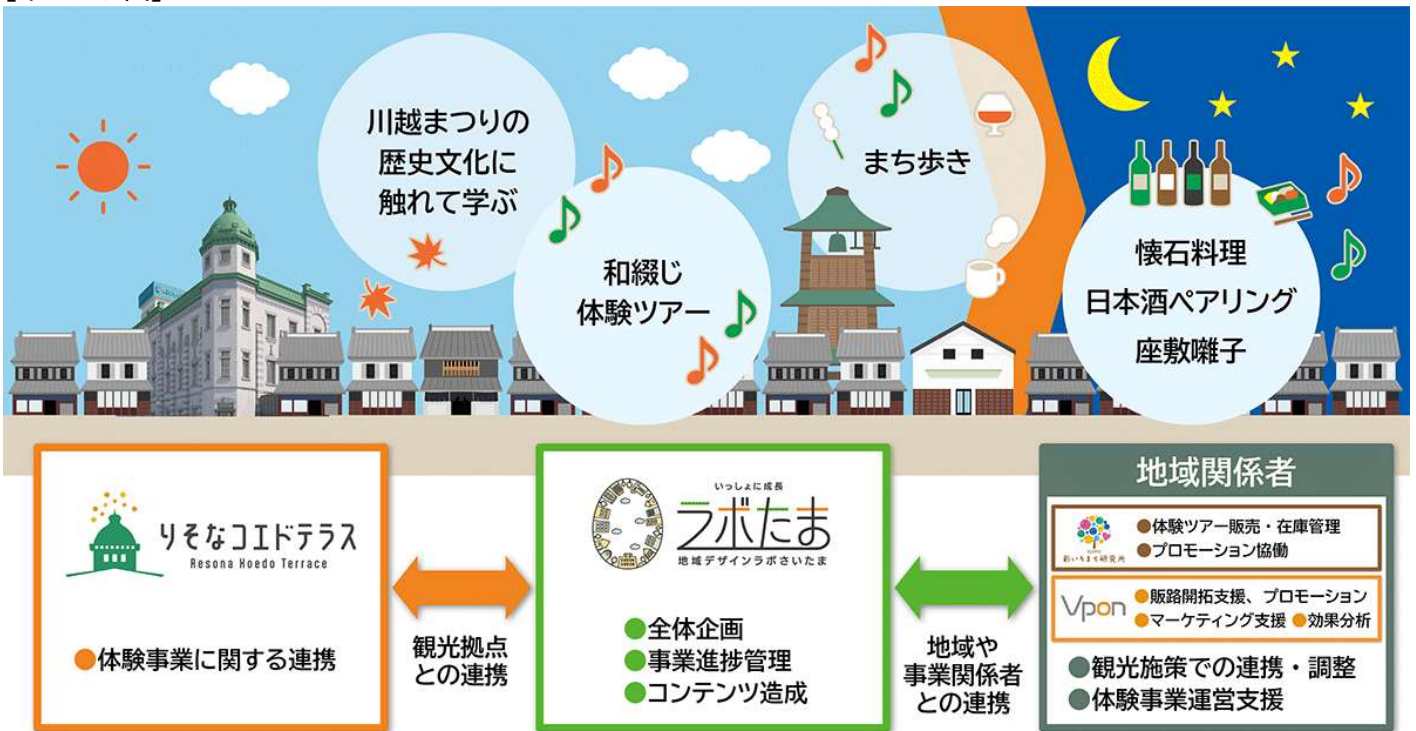 川越まつりの
歴史文化に
触れて学ぶ
和綴じ
体験ツアー
まち歩き
懐石料理
日本酒ペアリング
座敷囃子
りそなコエドテラス
Resona Koedo Terrace
●体験事業に関する連携
観光拠点
との連携
いっしょに成長
ラボたま
地域デザインラボさいたま
●全体企画
●事業進捗管理
●コンテンツ造成
地域や
事業関係者
との連携
地域関係者
●体験ツアー販売・在庫管理
●プロモーション協働
Vpon
●販路開拓支援、プロモーション
●マーケティング支援 ●効果分析
●観光施策での連携・調整
●体験事業運営支援